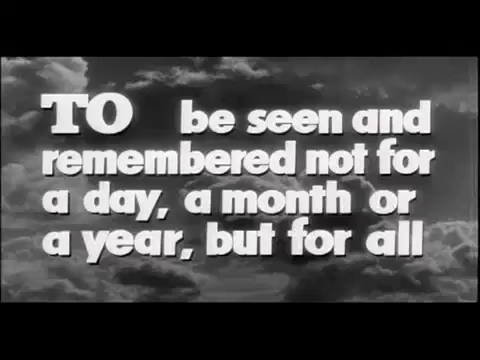 TO be seen and
remembered not for
a day, a month or
a year, but for all